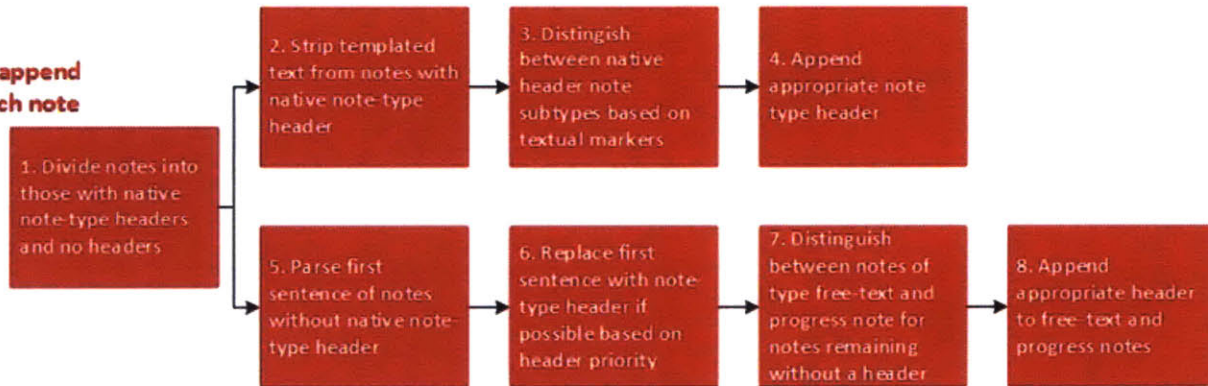 append
ch note
1. Divide notes into
those with native
note-type headers
and no headers
2. Strip templated
text from notes with
native note-type
header
3. Distingish
between native
header note
subtypes based on
textual markers
4. Append
appropriate note
type header
5. Parse first
sentence of notes
without native note-
type header
6. Replace first
sentence with note-
type header if
possible based on
header priority
7. Distinguish
between notes of
type free-text and
progress note for
notes remaining
without a header
8. Append
appropriate header
to free-text and
progress notes